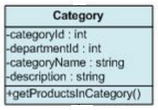 Category
-categoryId : int
-departmentId : int
-categoryName : string
-description : string
+getProductsInCategory()